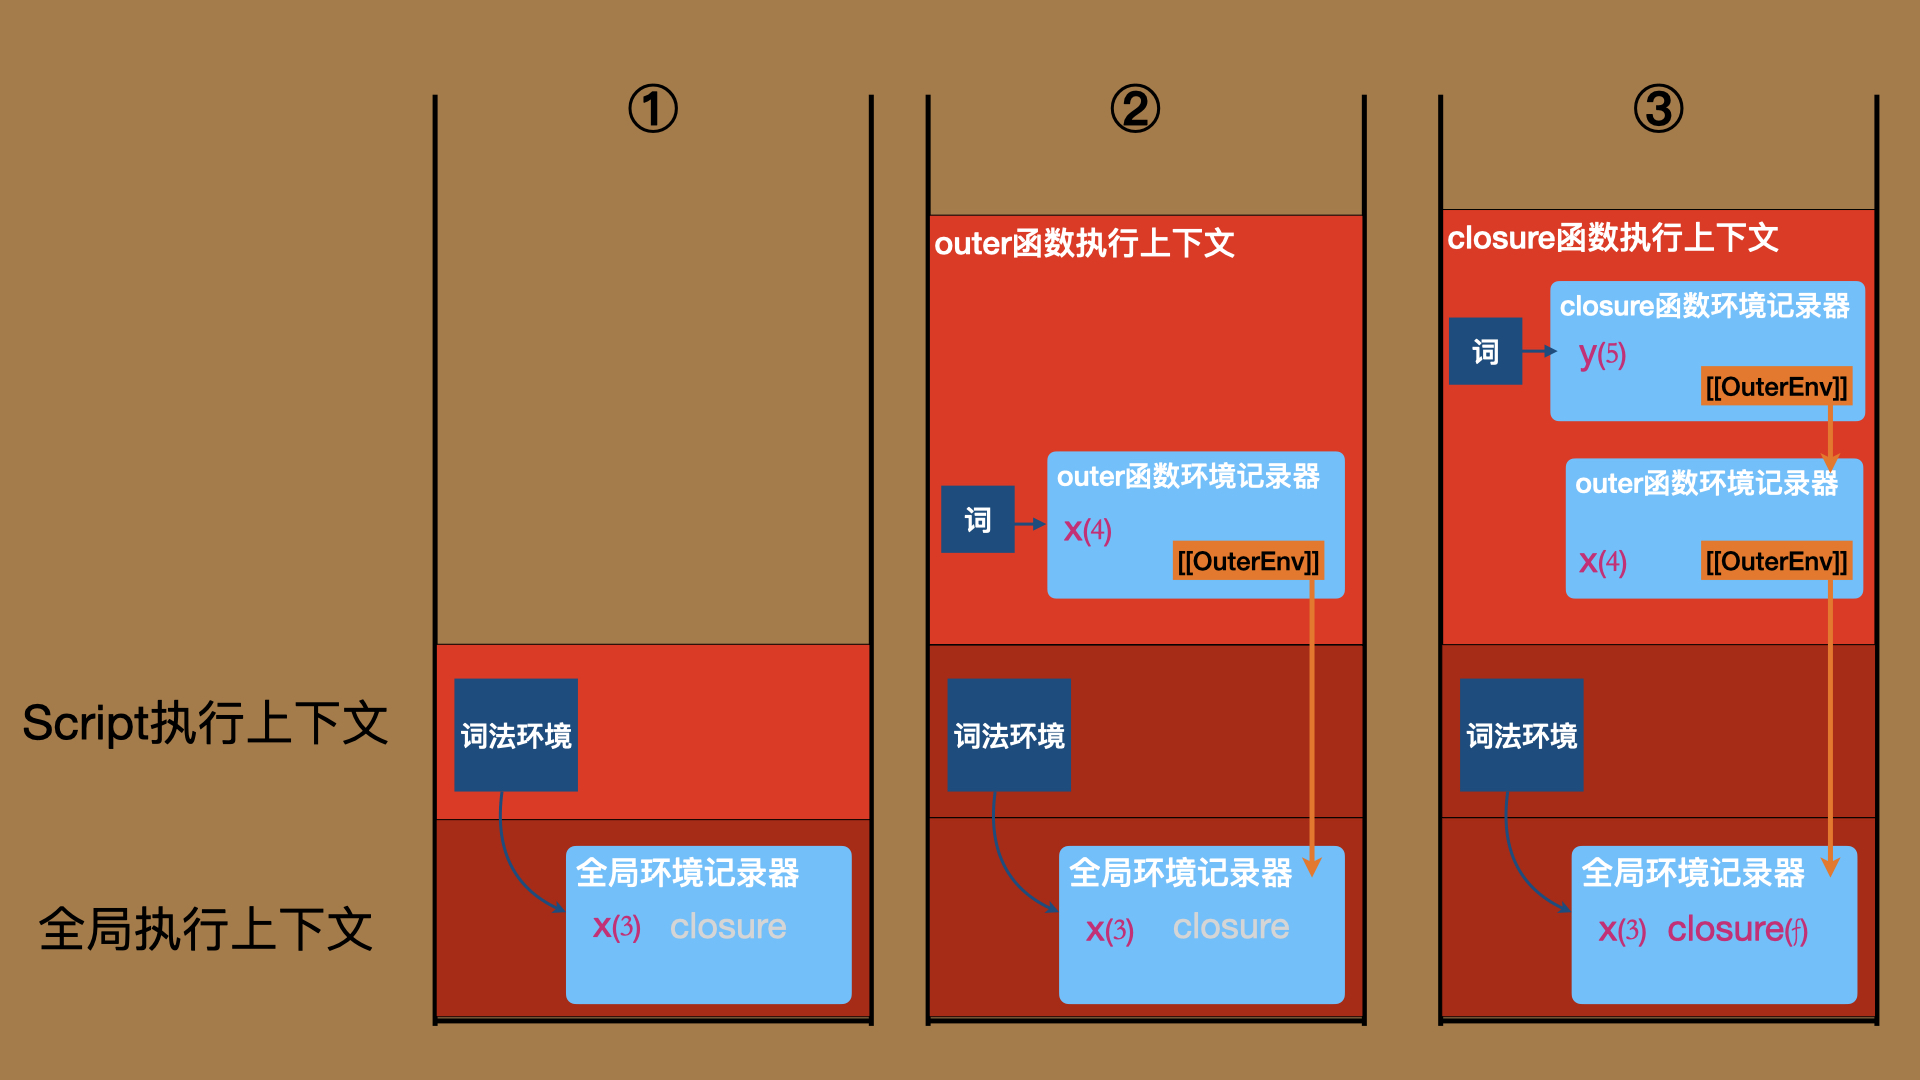 ①
②
③
outer函数执行上下文
closure函数执行上下文
closure函数环境记录器
词
y(5)
[[OuterEnv]]
outer函数环境记录器
词
x(4)
[[OuterEnv]]
outer函数环境记录器
x(4)
[[OuterEnv]]
Script执行上下文
词法环境
词法环境
词法环境
全局执行上下文
全局环境记录器
x(3) closure
全局环境记录器
x(3) closure
全局环境记录器
x(3) closure(f)